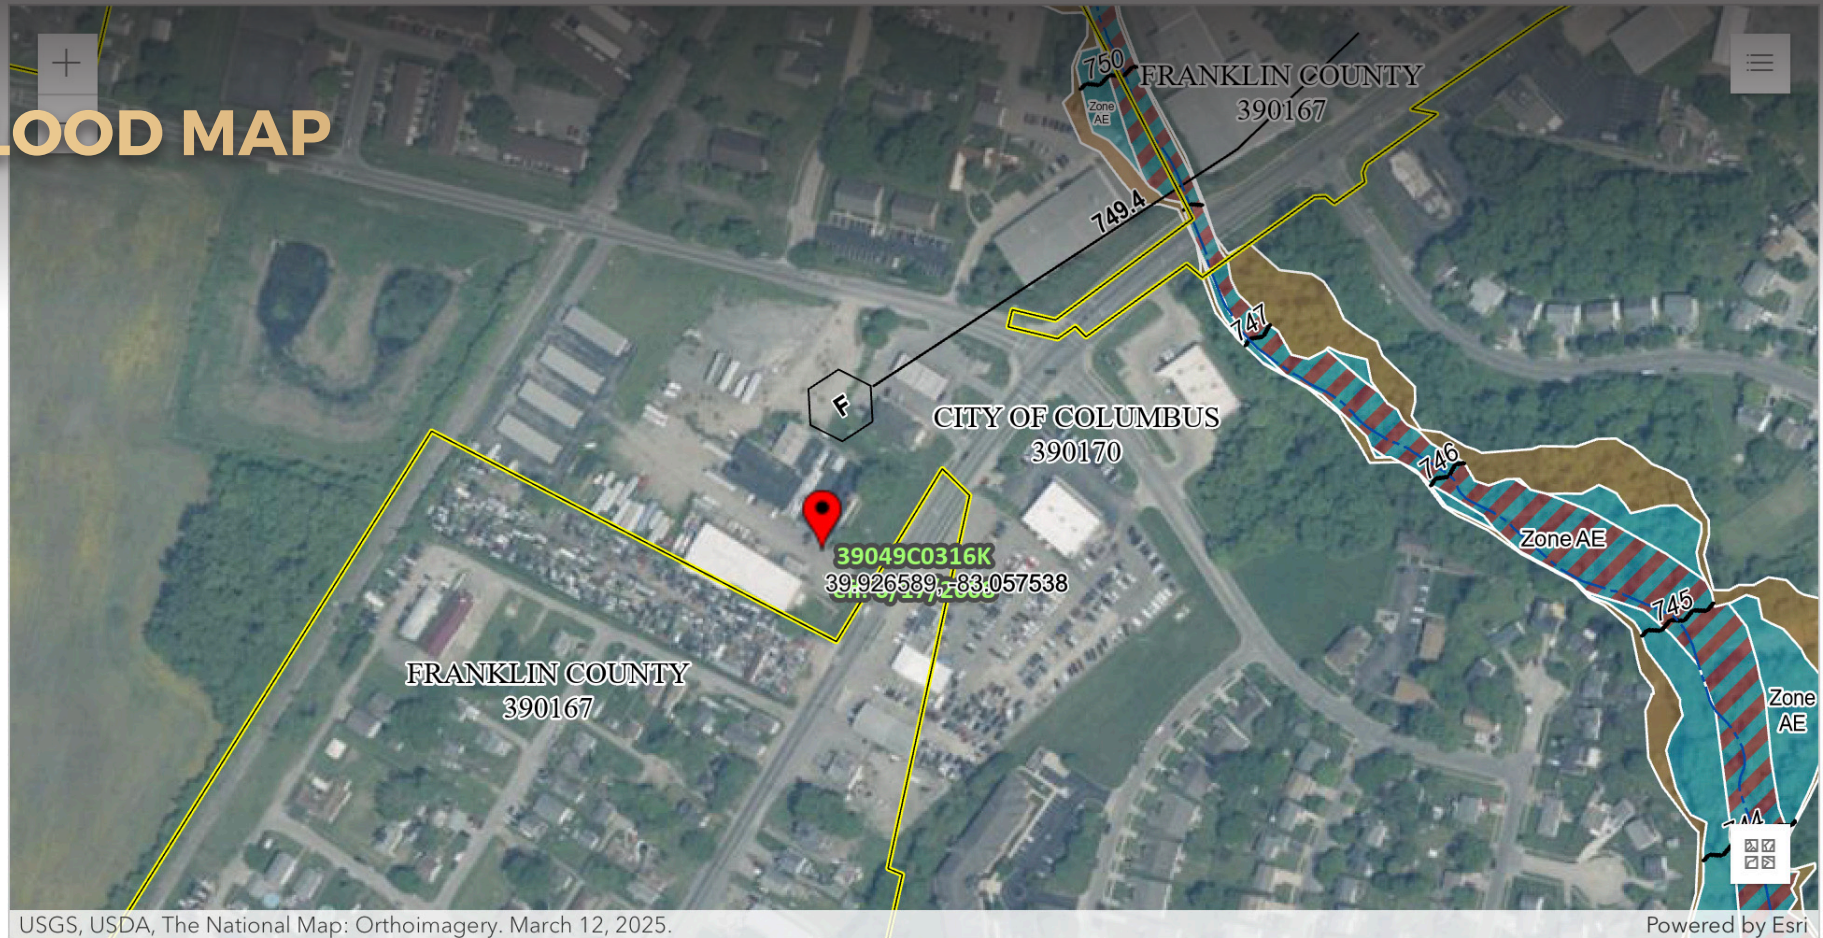 LOOD MAP
750
Zone
AE
FRANKLIN COUNTY
390167
749.4
747
F
CITY OF COLUMBUS
390170
746
Zone AE
39049C0316K
39.926589, -83.057538
745
FRANKLIN COUNTY
390167
Zone
AE
744
USGS, USDA, The National Map: Orthoimagery. March 12, 2025.
Powered by Esri